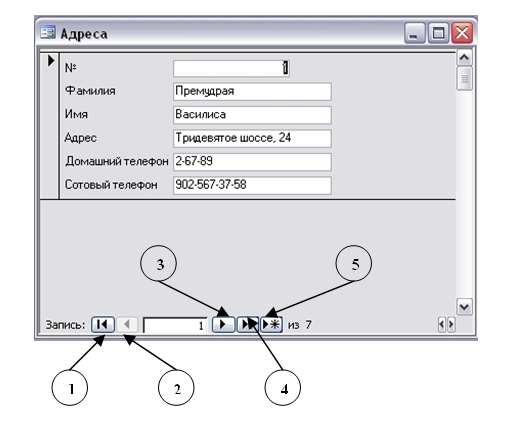 Адреса
№ 1
Фамилия Премудрая
Имя Василиса
Адрес Тридевятое шоссе, 24
Домашний телефон 2-67-89
Сотовый телефон 902-567-37-58
3 5
Запись: 1 из 7
1 2 4